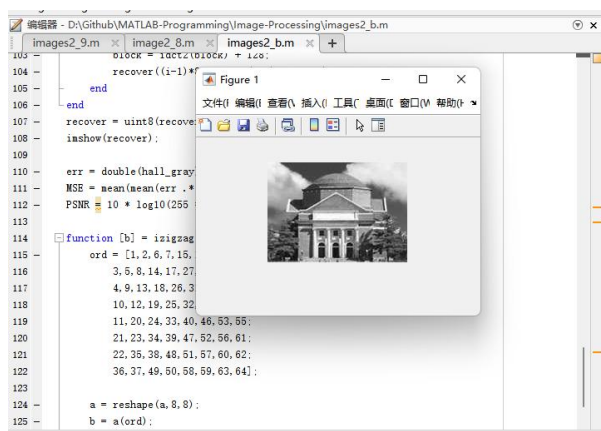 编辑器 - D:\Github\MATLAB-Programming\Image-Processing\images2_b.m
images2_9.m × image2_8.m × images2_b.m × +
103 — block = idct2(block) + 128;
104 — recover((i-1)*
105 — end
106 — end
107 — recover = uint8(recove
108 — imshow(recover);
109
110 — err = double(hall_gray
111 — MSE = mean(mean(err .*
112 — PSNR = 10 * log10(255
113
114 function [b] = izigzag
115 — ord = [1,2,6,7,15,
116 3,5,8,14,17,27,
117 4,9,13,18,26,3
118 10,12,19,25,32,
119 11,20,24,33,40,46,53,55;
120 21,23,34,39,47,52,56,61;
121 22,35,38,48,51,57,60,62;
122 36,37,49,50,58,59,63,64];
123
124 — a = reshape(a,8,8);
125 — b = a(ord);
Figure 1
文件(F 编辑(E 查看(V 插入(I 工具(T 桌面(D 窗口(W 帮助(H